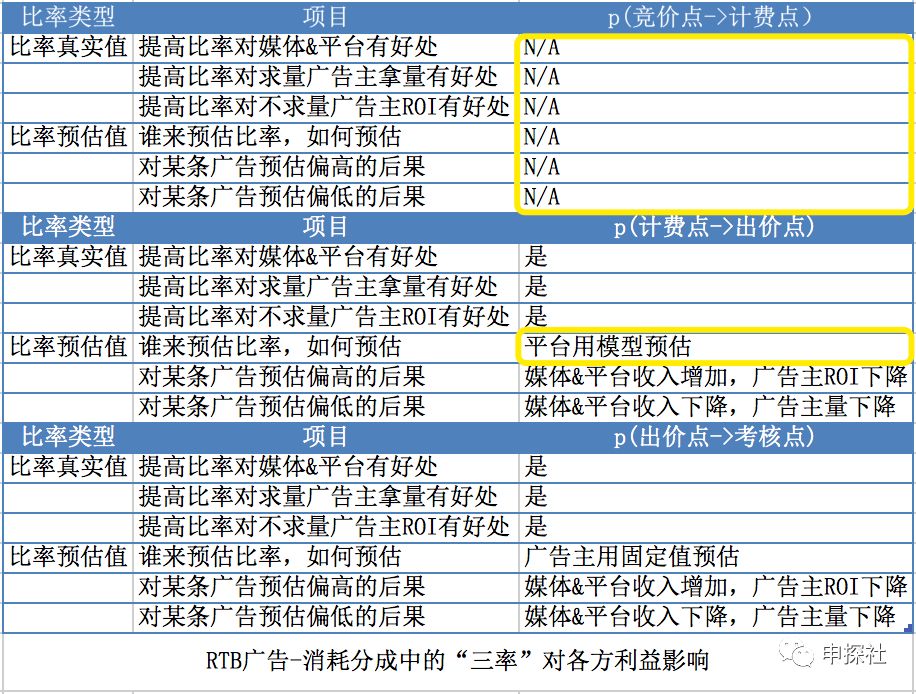 比率类型 项目 p(竞价点->计费点)
比率真实值 提高比率对媒体&平台有好处 N/A
提高比率对求量广告主拿量有好处 N/A
提高比率对不求量广告主ROI有好处 N/A
比率预估值 谁来预估比率，如何预估 N/A
对某条广告预估偏高的后果 N/A
对某条广告预估偏低的后果 N/A
比率类型 项目 p(计费点->出价点)
比率真实值 提高比率对媒体&平台有好处 是
提高比率对求量广告主拿量有好处 是
提高比率对不求量广告主ROI有好处 是
比率预估值 谁来预估比率，如何预估 平台用模型预估
对某条广告预估偏高的后果 媒体&平台收入增加，广告主ROI下降
对某条广告预估偏低的后果 媒体&平台收入下降，广告主量下降
比率类型 项目 p(出价点->考核点)
比率真实值 提高比率对媒体&平台有好处 是
提高比率对求量广告主拿量有好处 是
提高比率对不求量广告主ROI有好处 是
比率预估值 谁来预估比率，如何预估 广告主用固定值预估
对某条广告预估偏高的后果 媒体&平台收入增加，广告主ROI下降
对某条广告预估偏低的后果 媒体&平台收入下降，广告主量下降
RTB广告-消耗分成中的“三率”对各方利益影响
申探社